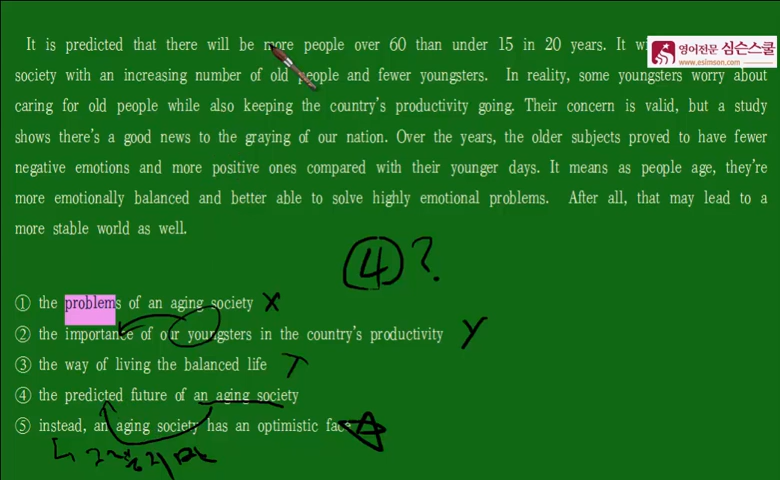 It is predicted that there will be more people over 60 than under 15 in 20 years. It
영어전문 심슨스쿨
www.esimson.com
society with an increasing number of old people and fewer youngsters. In reality, some youngsters worry about
caring for old people while also keeping the country's productivity going. Their concern is valid, but a study
shows there's a good news to the graying of our nation. Over the years, the older subjects proved to have fewer
negative emotions and more positive ones compared with their younger days. It means as people age, they're
more emotionally balanced and better able to solve highly emotional problems. After all, that may lead to a
more stable world as well.
④?
① the problems of an aging society X
② the importance of our youngsters in the country's productivity
③ the way of living the balanced life
④ the predicted future of an aging society
⑤ instead, an aging society has an optimistic face